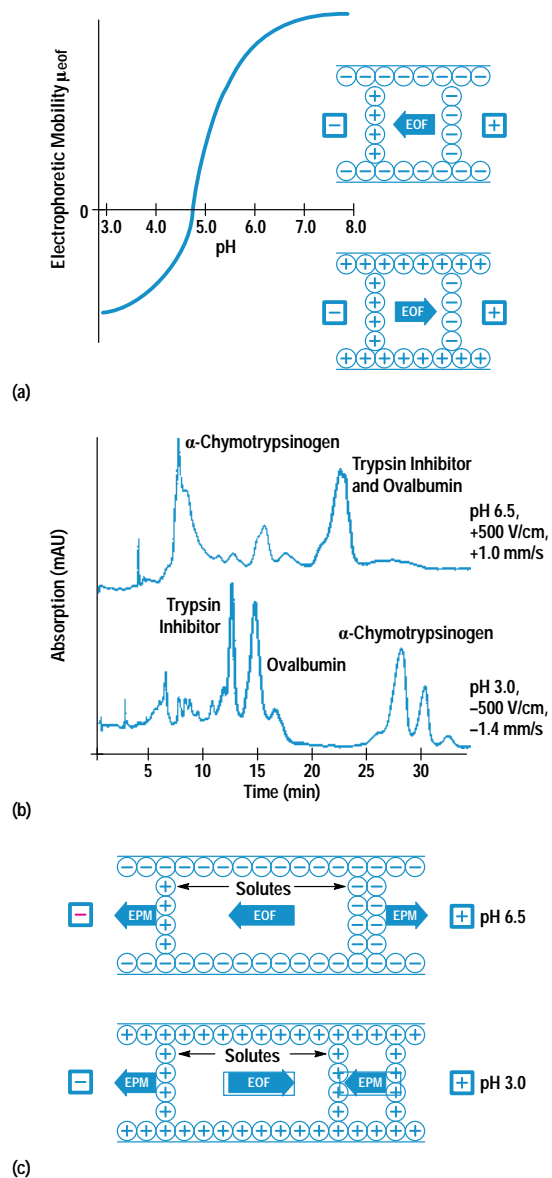 Electrophoretic Mobility μeof
0
3.0 4.0 5.0 6.0 7.0 8.0
pH
− EOF +
− EOF +
(a)
Absorption (mAU)
α-Chymotrypsinogen
Trypsin Inhibitor
and Ovalbumin
pH 6.5,
+500 V/cm,
+1.0 mm/s
Trypsin
Inhibitor
Ovalbumin
α-Chymotrypsinogen
pH 3.0,
–500 V/cm,
–1.4 mm/s
5 10 15 20 25 30
Time (min)
(b)
Solutes
− EPM EOF EPM + pH 6.5
Solutes
− EPM EOF EPM + pH 3.0
(c)